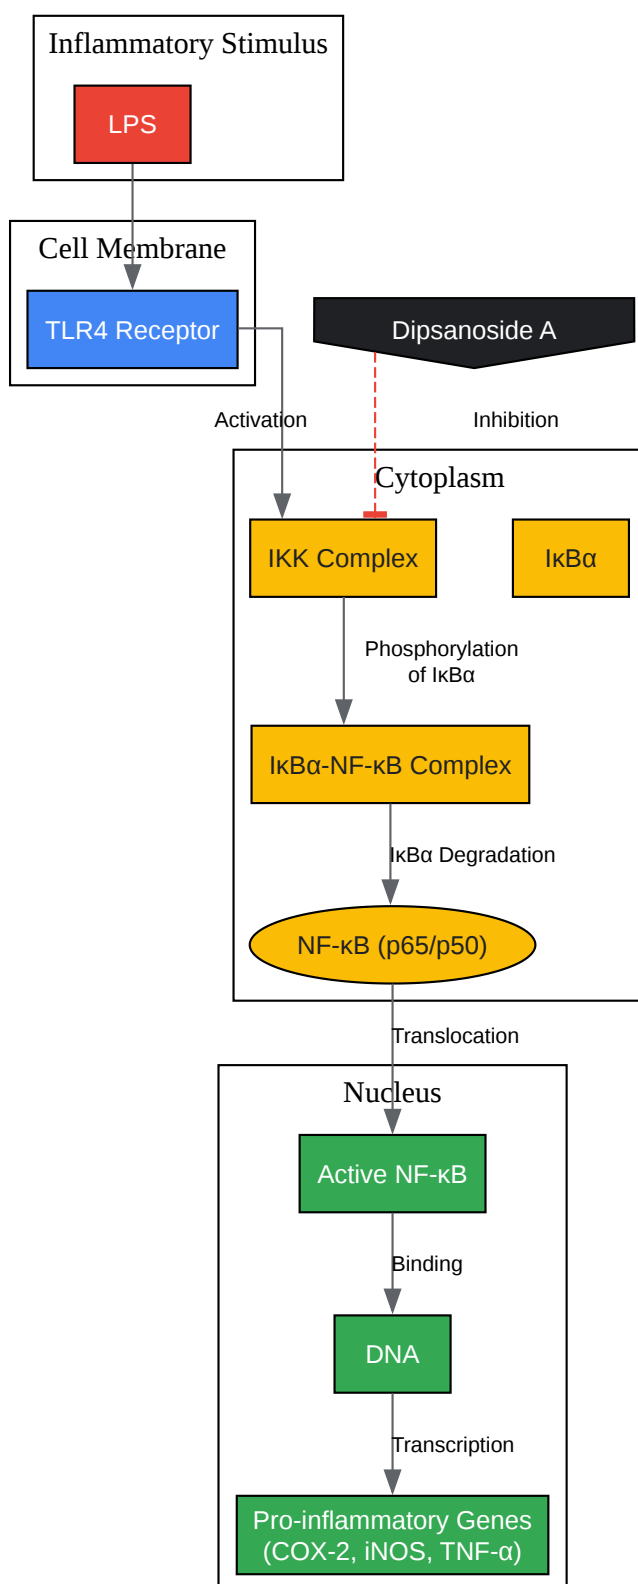 Inflammatory Stimulus
LPS
Cell Membrane
TLR4 Receptor
Dipsanoside A
Activation
Inhibition
Cytoplasm
IKK Complex
IκBα
Phosphorylation
of IκBα
IκBα-NF-κB Complex
IκBα Degradation
NF-κB (p65/p50)
Translocation
Nucleus
Active NF-κB
Binding
DNA
Transcription
Pro-inflammatory Genes
(COX-2, iNOS, TNF-α)